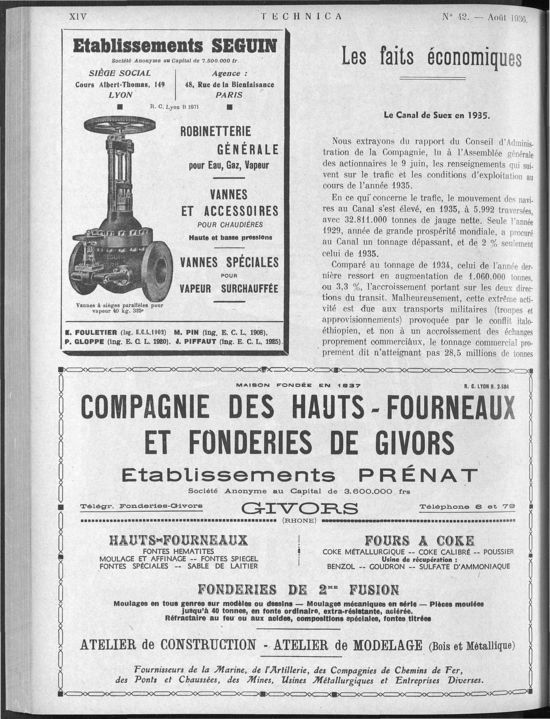 XIV TECHNICA N° 42. — Août 1936.
Etablissements SEGUIN
Société Anonyme au Capital de 7.500.000 fr
SIÈGE SOCIAL
Cours Albert-Thomas, 149
LYON
Agence :
48, Rue de la Bienfaisance
PARIS
R. C. Lyon B 1671
ROBINETTERIE
GÉNÉRALE
pour Eau, Gaz, Vapeur
VANNES
ET ACCESSOIRES
POUR CHAUDIÈRES
Haute et basse pressions
VANNES SPÉCIALES
POUR
VAPEUR SURCHAUFFÉE
Vannes à sièges parallèles pour
vapeur 40 kg. 325°
E. FOULETIER (Ing. E.C.L. 1902) M. PIN (Ing. E. C. L. 1908).
P. GLOPPE (Ing. E. C. L. 1920). J. PIFFAUT (Ing. E. C. L. 1925).
Les faits économiques
Le Canal de Suez en 1935.
Nous extrayons du rapport du Conseil d'Adminis-
tration de la Compagnie, lu à l'Assemblée générale
des actionnaires le 9 juin, les renseignements qui sui-
vent sur le trafic et les conditions d'exploitation au
cours de l'année 1935.
En ce qui concerne le trafic, le mouvement des navi-
res au Canal s'est élevé, en 1935, à 5.992 traversées,
avec 32.811.000 tonnes de jauge nette. Seule l'année
1929, année de grande prospérité mondiale, a procuré
au Canal un tonnage dépassant, et de 2 % seulement
celui de 1935.
Comparé au tonnage de 1934, celui de l'année der-
nière ressort en augmentation de 1.060.000 tonnes,
ou 3,3 %, l'accroissement portant sur les deux direc-
tions du transit. Malheureusement, cette extrême acti-
vité est due aux transports militaires (troupes et
approvisionnements) provoqués par le conflit italo-
éthiopien, et non à un accroissement des échanges
proprement commerciaux, le tonnage commercial pro-
prement dit n'atteignant pas 28,5 millions de tonnes
MAISON FONDÉE EN 1837 R. C. LYON B. 2.584
COMPAGNIE DES HAUTS-FOURNEAUX
ET FONDERIES DE GIVORS
Etablissements PRÉNAT
Société Anonyme au Capital de 3.600.000 frs
Télégr. Fonderies-Givors GIVORS Téléphone 6 et 79
(RHONE)
HAUTS-FOURNEAUX
FONTES HEMATITES
MOULAGE ET AFFINAGE -- FONTES SPIEGEL
FONTES SPÉCIALES -- SABLE DE LAITIER
FOURS A COKE
COKE MÉTALLURGIQUE -- COKE CALIBRÉ -- POUSSIER
Usine de récupération :
BENZOL -- GOUDRON -- SULFATE D'AMMONIAQUE
FONDERIES DE 2ME FUSION
Moulages en tous genres sur modèles ou dessins — Moulages mécaniques en série — Pièces moulées
jusqu'à 40 tonnes, en fonte ordinaire, extra-résistante, aciérée.
Réfractaire au feu ou aux acides, compositions spéciales, fontes titrées
ATELIER de CONSTRUCTION - ATELIER de MODELAGE (Bois et Métallique)
Fournisseurs de la Marine, de l'Artillerie, des Compagnies de Chemins de Fer,
des Ponts et Chaussées, des Mines, Usines Métallurgiques et Entreprises Diverses.